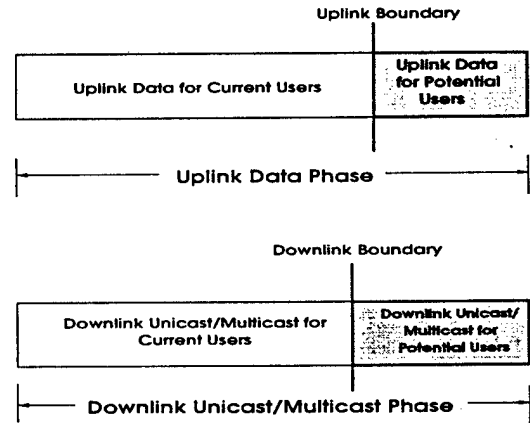 Uplink Boundary
Uplink Data for Current Users
Uplink Data
for Potential
Users
Uplink Data Phase
Downlink Boundary
Downlink Unicast/Multicast for
Current Users
Downlink Unicast/
Multicast for
Potential Users
Downlink Unicast/Multicast Phase